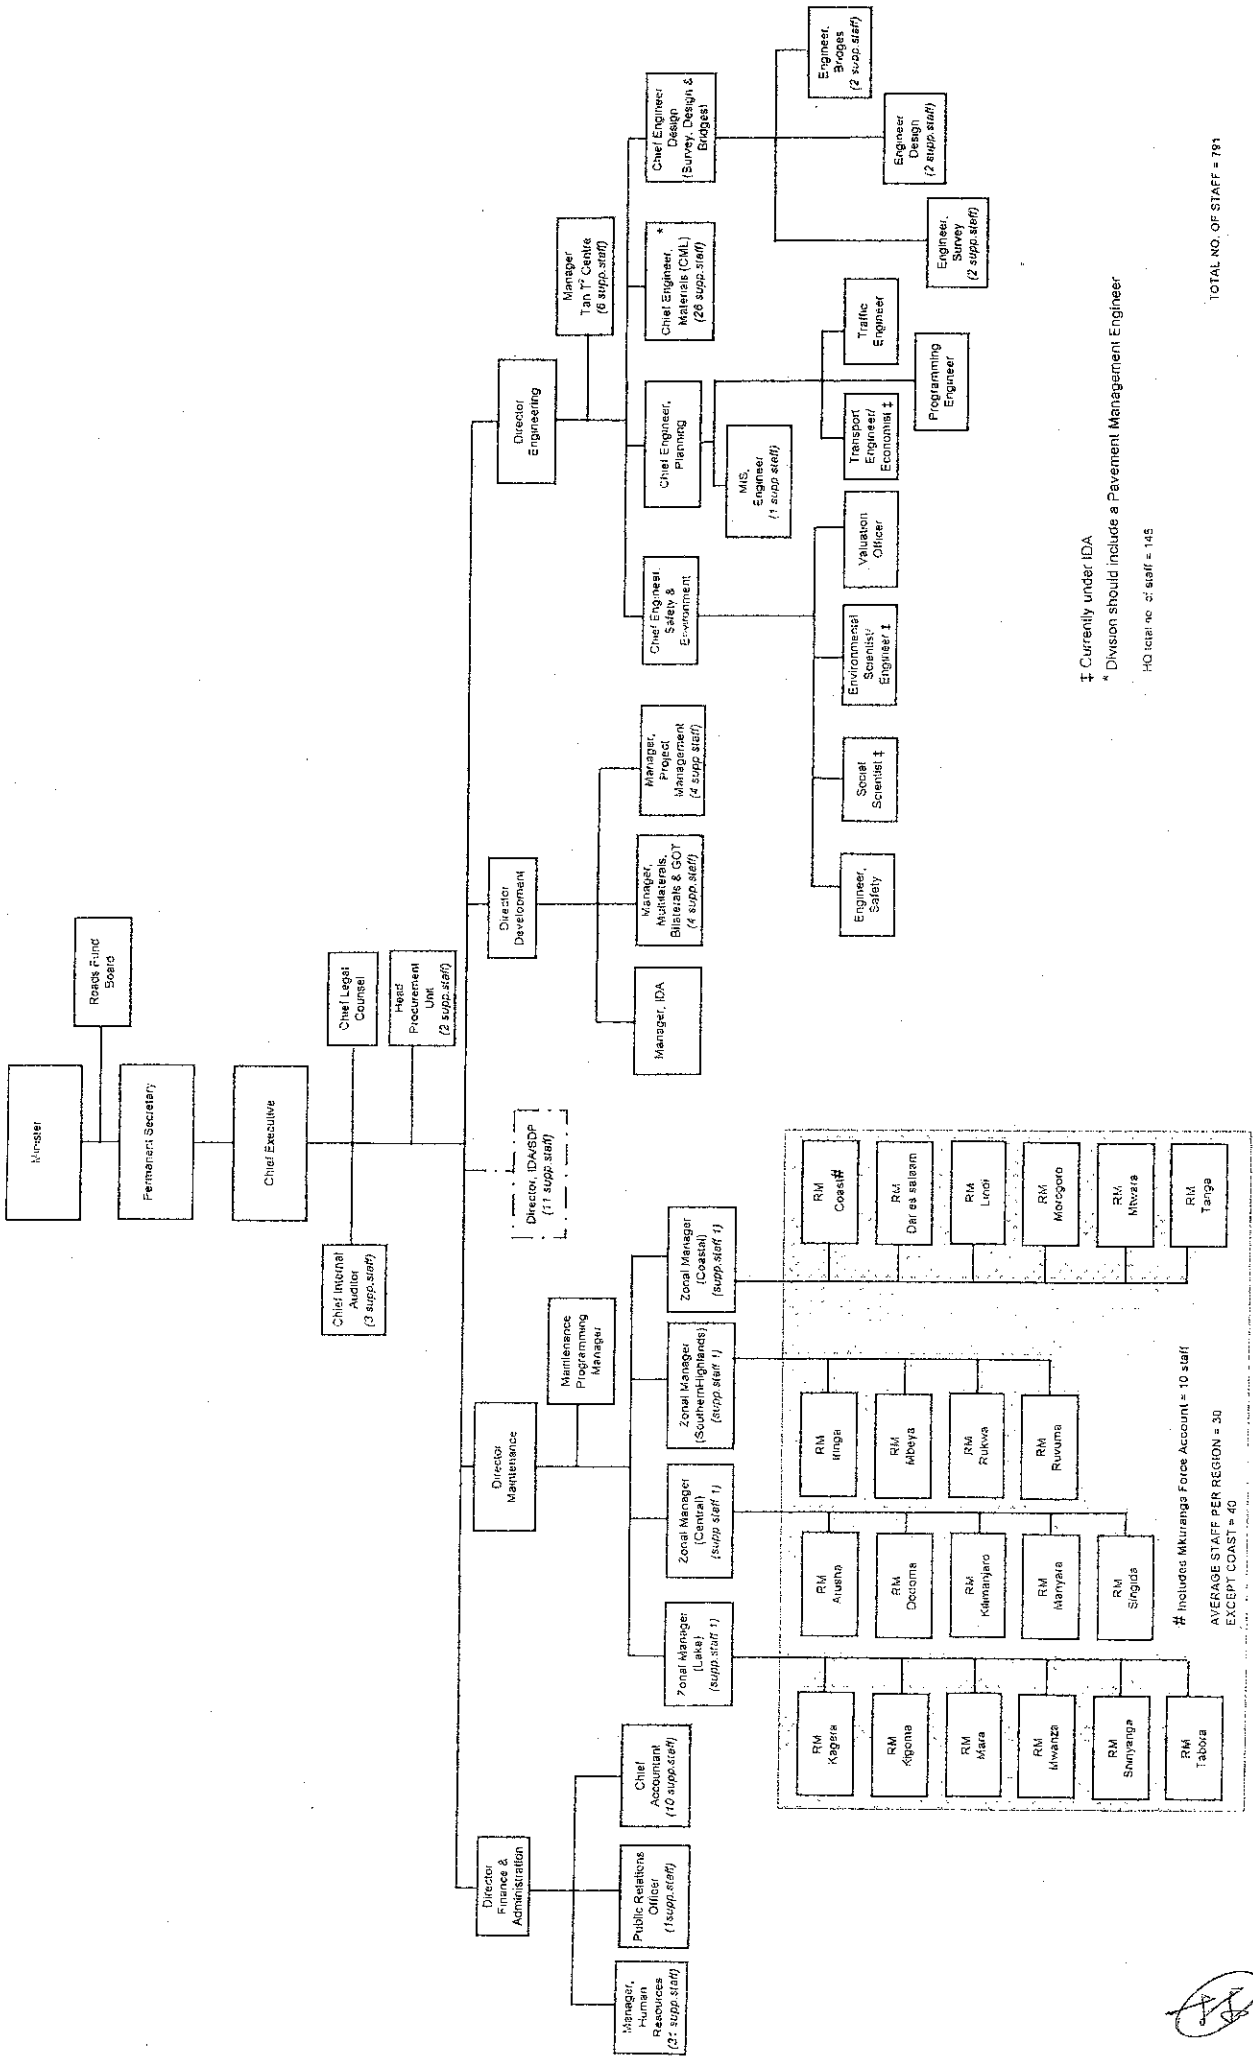 Minister
Roads Fund
Board
Permanent Secretary
Chief Executive
Chief Internal
Auditor
(3 supp.staff)
Chief Legal
Counsel
Head
Procurement
Unit
(2 supp.staff)
Director
Finance &
Administration
Director
Maintenance
Director, IDA/SDP
(11 supp.staff)
Director
Development
Director
Engineering
Manager,
Human
Resources
(31 supp.staff)
Public Relations
Officer
(1supp.staff)
Chief
Accountant
(10 supp.staff)
Maintenance
Programming
Manager
Zonal Manager
(Lake)
(supp.staff 1)
Zonal Manager
(Central)
(supp staff 1)
Zonal Manager
(SouthernHighlands)
(supp.staff 1)
Zonal Manager
(Coastal)
(supp.staff 1)
RM
Kagera
RM
Kigoma
RM
Mara
RM
Mwanza
RM
Shinyanga
RM
Tabora
RM
Arusha
RM
Dodoma
RM
Kilimanjaro
RM
Manyara
RM
Singida
RM
Iringa
RM
Mbeya
RM
Rukwa
RM
Ruvuma
RM
Coast#
RM
Dar es salaam
RM
Lindi
RM
Morogoro
RM
Mtwara
RM
Tanga
# Includes Mkuranga Force Account = 10 staff
AVERAGE STAFF PER REGION = 30
EXCEPT COAST = 40
Manager, IDA
Manager,
Multilaterals,
Bilaterals & GOT
(4 supp.staff)
Manager,
Project
Management
(4 supp staff)
Manager
Tan T² Centre
(6 supp.staff)
Chief Engineer,
Safety &
Environment
Chief Engineer,
Planning
Chief Engineer, *
Materials (CML)
(26 supp.staff)
Chief Engineer
Design
(Survey, Design &
Bridges)
Engineer,
Safety
Social
Scientist ‡
Environmental
Scientist/
Engineer ‡
Valuation
Officer
MIS,
Engineer
(1 supp staff)
Transport
Engineer/
Economist ‡
Programming
Engineer
Traffic
Engineer
Engineer,
Survey
(2 supp.staff)
Engineer
Design
(2 supp.staff)
Engineer,
Bridges
(2 supp.staff)
‡ Currently under IDA
* Division should include a Pavement Management Engineer
HQ total no. of staff = 145
TOTAL NO. OF STAFF = 791